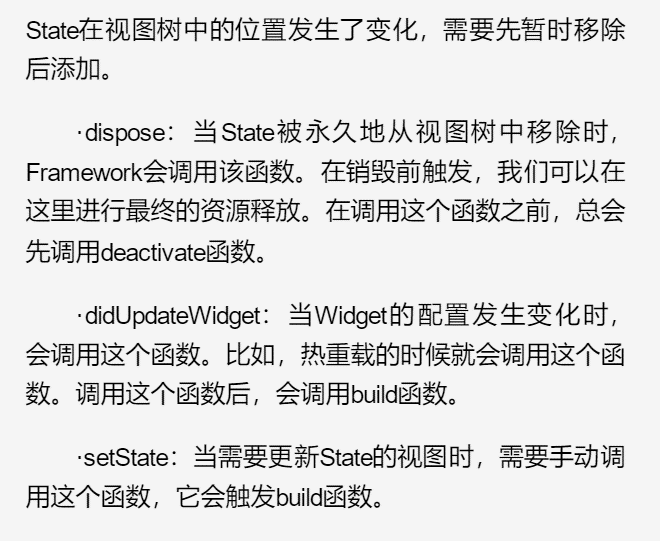 State在视图树中的位置发生了变化，需要先暂时移除
后添加。
·dispose：当State被永久地从视图树中移除时，
Framework会调用该函数。在销毁前触发，我们可以在
这里进行最终的资源释放。在调用这个函数之前，总会
先调用deactivate函数。
·didUpdateWidget：当Widget的配置发生变化时，
会调用这个函数。比如，热重载的时候就会调用这个函
数。调用这个函数后，会调用build函数。
·setState：当需要更新State的视图时，需要手动调
用这个函数，它会触发build函数。